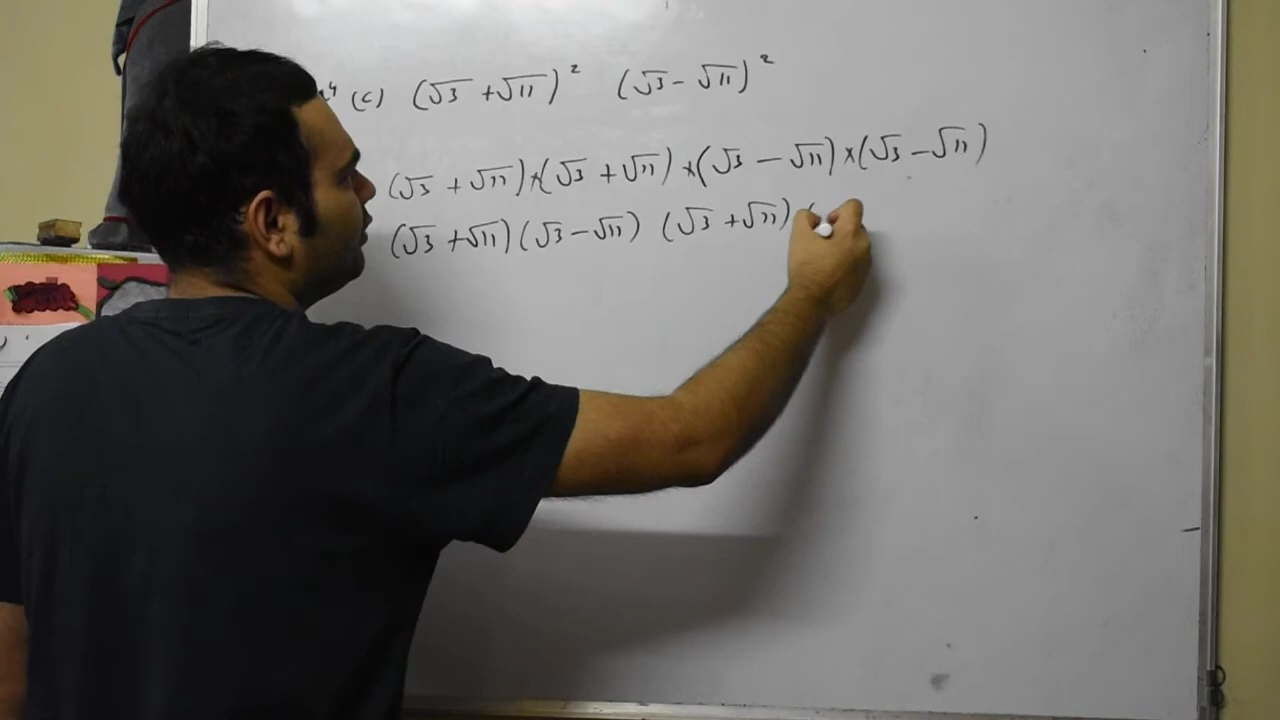 4 (c) (√3 + √11)² (√3 - √11)²
(√3 + √11)×(√3 + √11)×(√3 - √11)×(√3 - √11)
(√3 + √11)(√3 - √11) (√3 + √11) (